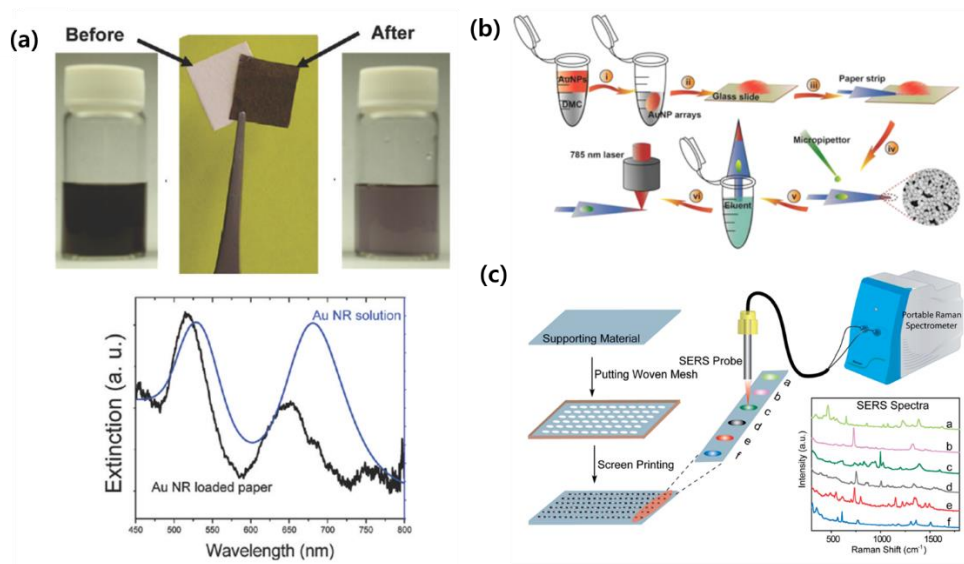 (a)
Before
After
Extinction (a. u.)
Au NR solution
Au NR loaded paper
450 500 550 600 650 700 750 800
Wavelength (nm)
(b)
AuNPs
DMC
i
AuNP arrays
ii
Glass slide
iii
Paper strip
Micropipettor
iv
v
Eluent
vi
785 nm laser
(c)
Supporting Material
Putting Woven Mesh
Screen Printing
SERS Probe
a
b
c
d
e
f
Portable Raman
Spectrometer
SERS Spectra
Intensity (a.u.)
a
b
c
d
e
f
500 1000 1500
Raman Shift (cm⁻¹)